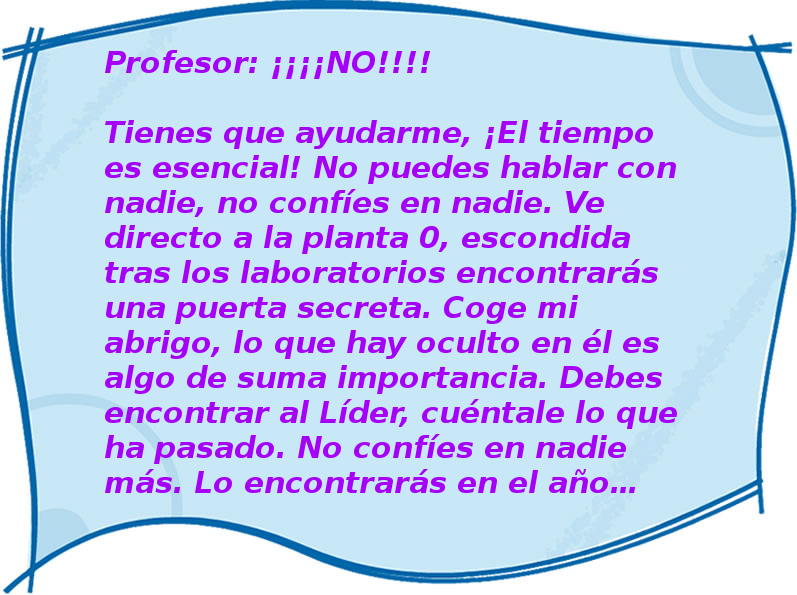 Profesor: ¡¡¡¡NO!!!!
Tienes que ayudarme, ¡El tiempo
es esencial! No puedes hablar con
nadie, no confíes en nadie. Ve
directo a la planta 0, escondida
tras los laboratorios encontrarás
una puerta secreta. Coge mi
abrigo, lo que hay oculto en él es
algo de suma importancia. Debes
encontrar al Líder, cuéntale lo que
ha pasado. No confíes en nadie
más. Lo encontrarás en el año…